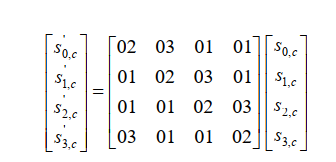 s'0,c = 02 03 01 01 s0,c
s'1,c = 01 02 03 01 s1,c
s'2,c = 01 01 02 03 s2,c
s'3,c = 03 01 01 02 s3,c